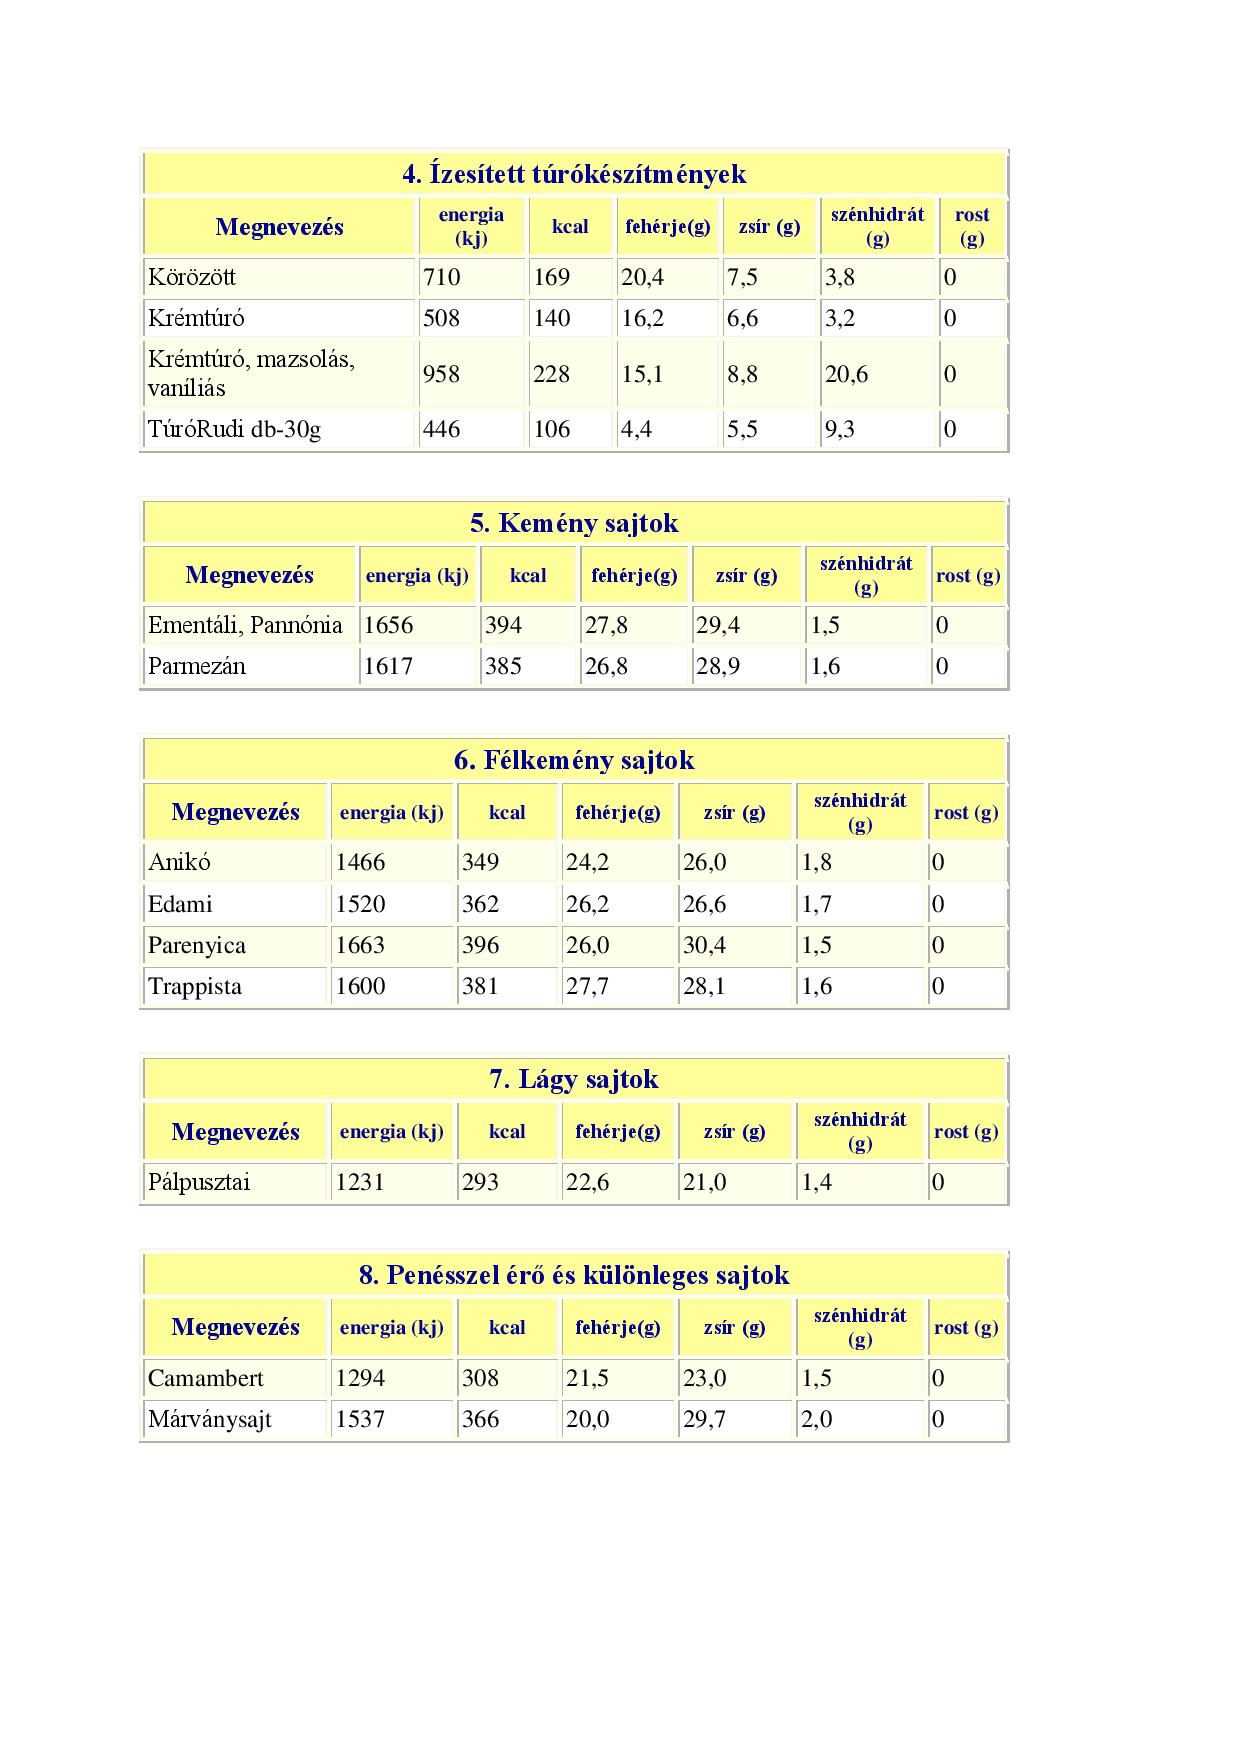 4. Ízesített túrókészítmények
Megnevezés energia (kj) kcal fehérje(g) zsír (g) szénhidrát (g) rost (g)
Körözött 710 169 20,4 7,5 3,8 0
Krémtúró 508 140 16,2 6,6 3,2 0
Krémtúró, mazsolás, vaníliás 958 228 15,1 8,8 20,6 0
TúróRudi db-30g 446 106 4,4 5,5 9,3 0
5. Kemény sajtok
Megnevezés energia (kj) kcal fehérje(g) zsír (g) szénhidrát (g) rost (g)
Ementáli, Pannónia 1656 394 27,8 29,4 1,5 0
Parmezán 1617 385 26,8 28,9 1,6 0
6. Félkemény sajtok
Megnevezés energia (kj) kcal fehérje(g) zsír (g) szénhidrát (g) rost (g)
Anikó 1466 349 24,2 26,0 1,8 0
Edami 1520 362 26,2 26,6 1,7 0
Parenyica 1663 396 26,0 30,4 1,5 0
Trappista 1600 381 27,7 28,1 1,6 0
7. Lágy sajtok
Megnevezés energia (kj) kcal fehérje(g) zsír (g) szénhidrát (g) rost (g)
Pálpusztai 1231 293 22,6 21,0 1,4 0
8. Penésszel érő és különleges sajtok
Megnevezés energia (kj) kcal fehérje(g) zsír (g) szénhidrát (g) rost (g)
Camambert 1294 308 21,5 23,0 1,5 0
Márványsajt 1537 366 20,0 29,7 2,0 0